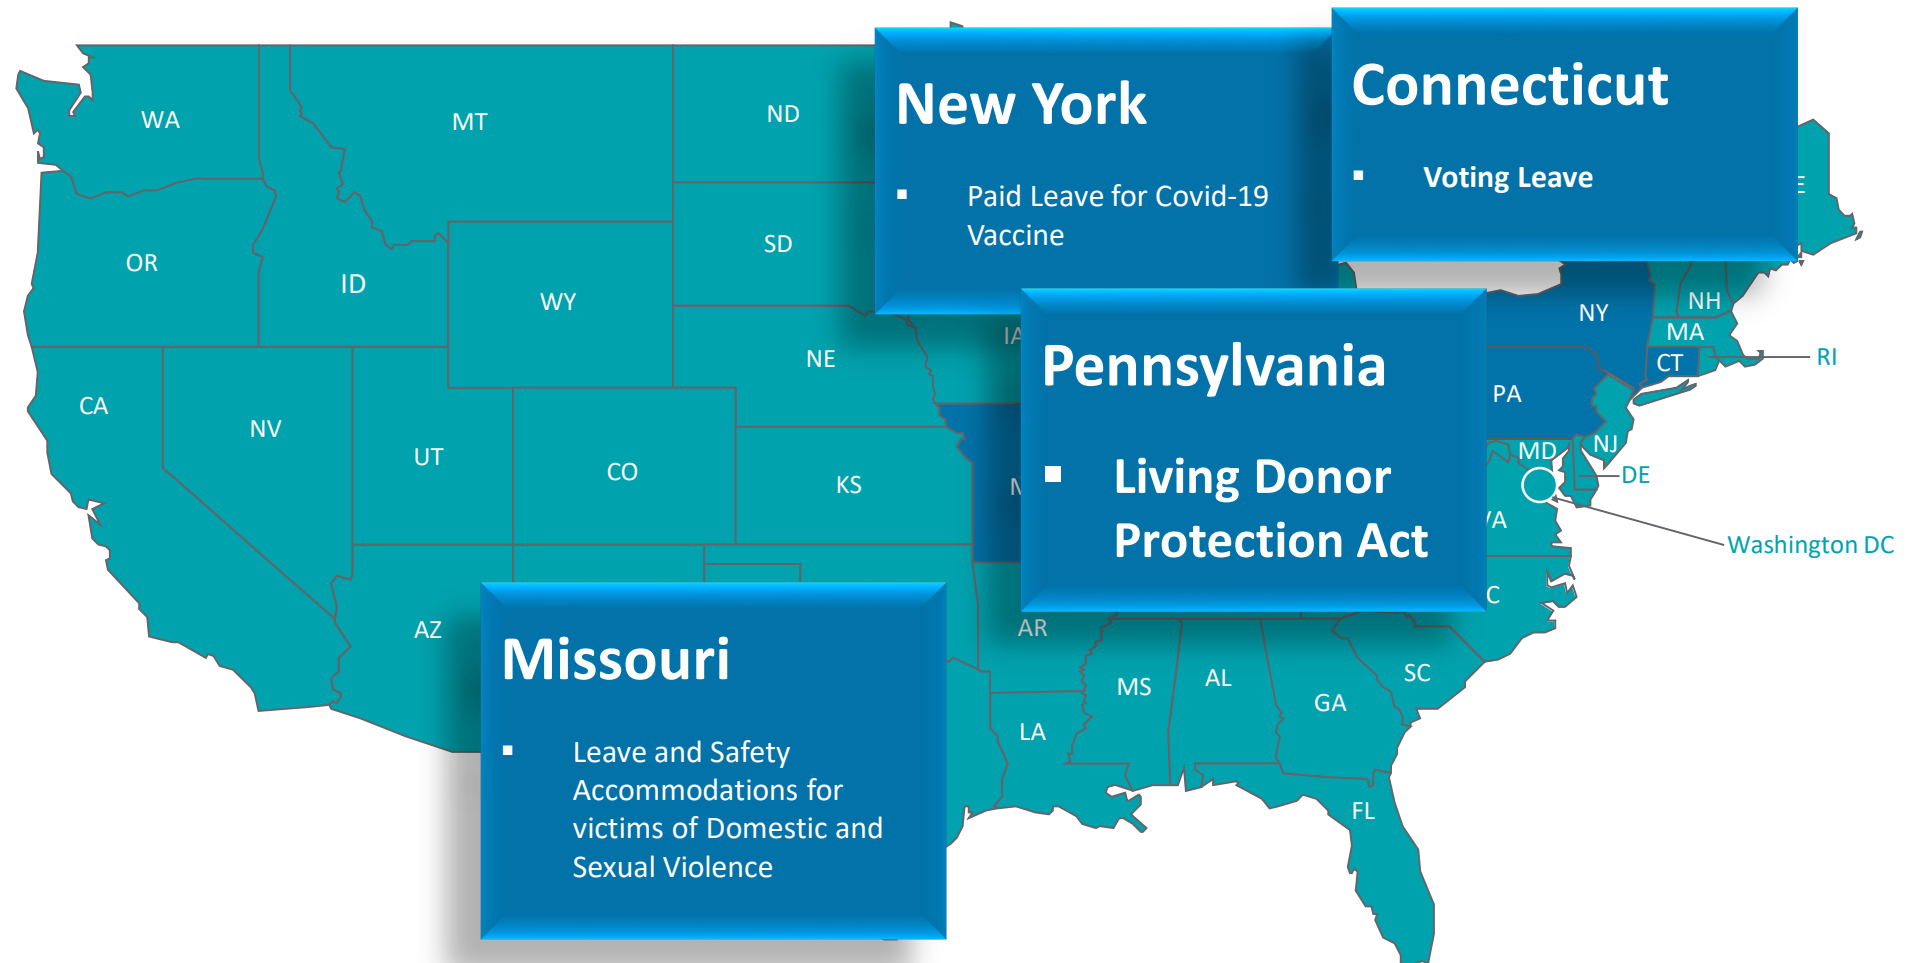 New York
▪ Paid Leave for Covid-19
Vaccine
Connecticut
▪ Voting Leave
Pennsylvania
▪ Living Donor
Protection Act
Missouri
▪ Leave and Safety
Accommodations for
victims of Domestic and
Sexual Violence
WA
MT
ND
OR
ID
SD
WY
NE
CA
NV
UT
CO
KS
AZ
AR
LA
MS
AL
GA
SC
FL
NY
NH
MA
CT
RI
PA
NJ
MD
DE
Washington DC